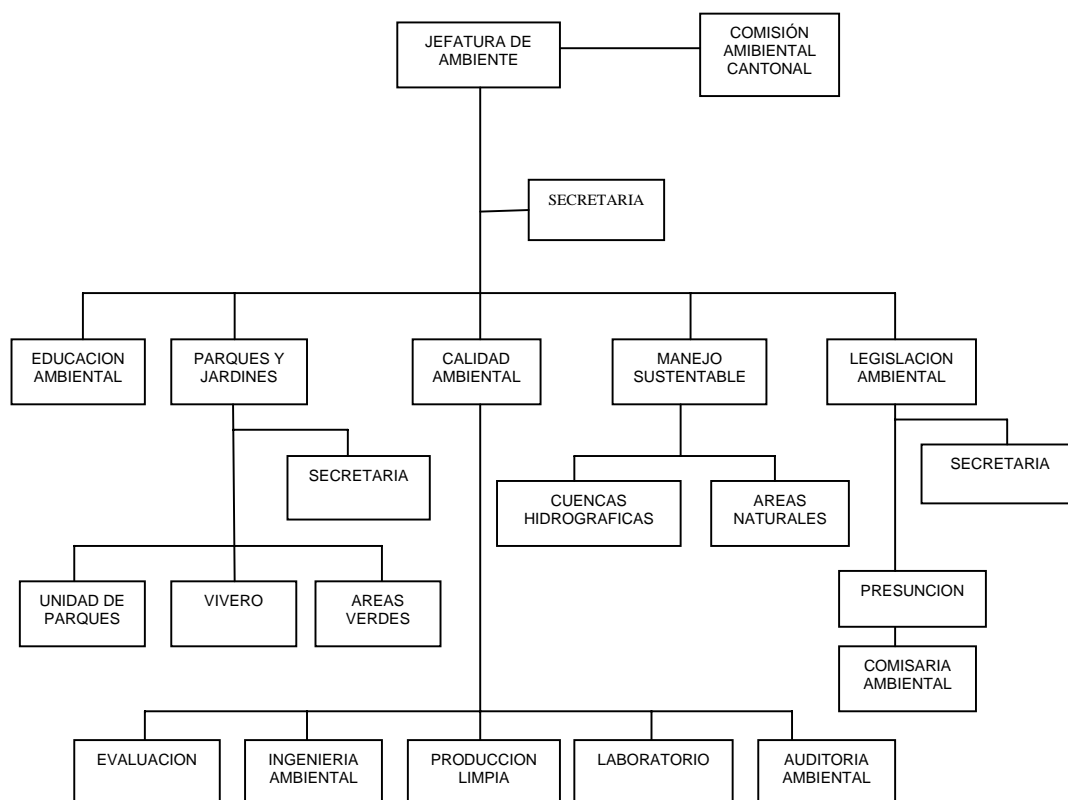 JEFATURA DE
AMBIENTE
COMISIÓN
AMIBIENTAL
CANTONAL
SECRETARIA
EDUCACION
AMBIENTAL
PARQUES Y
JARDINES
CALIDAD
AMBIENTAL
MANEJO
SUSTENTABLE
LEGISLACION
AMBIENTAL
SECRETARIA
SECRETARIA
CUENCAS
HIDROGRAFICAS
AREAS
NATURALES
UNIDAD DE
PARQUES
VIVERO
AREAS
VERDES
PRESUNCION
COMISARIA
AMBIENTAL
EVALUACION
INGENIERIA
AMBIENTAL
PRODUCCION
LIMPIA
LABORATORIO
AUDITORIA
AMBIENTAL